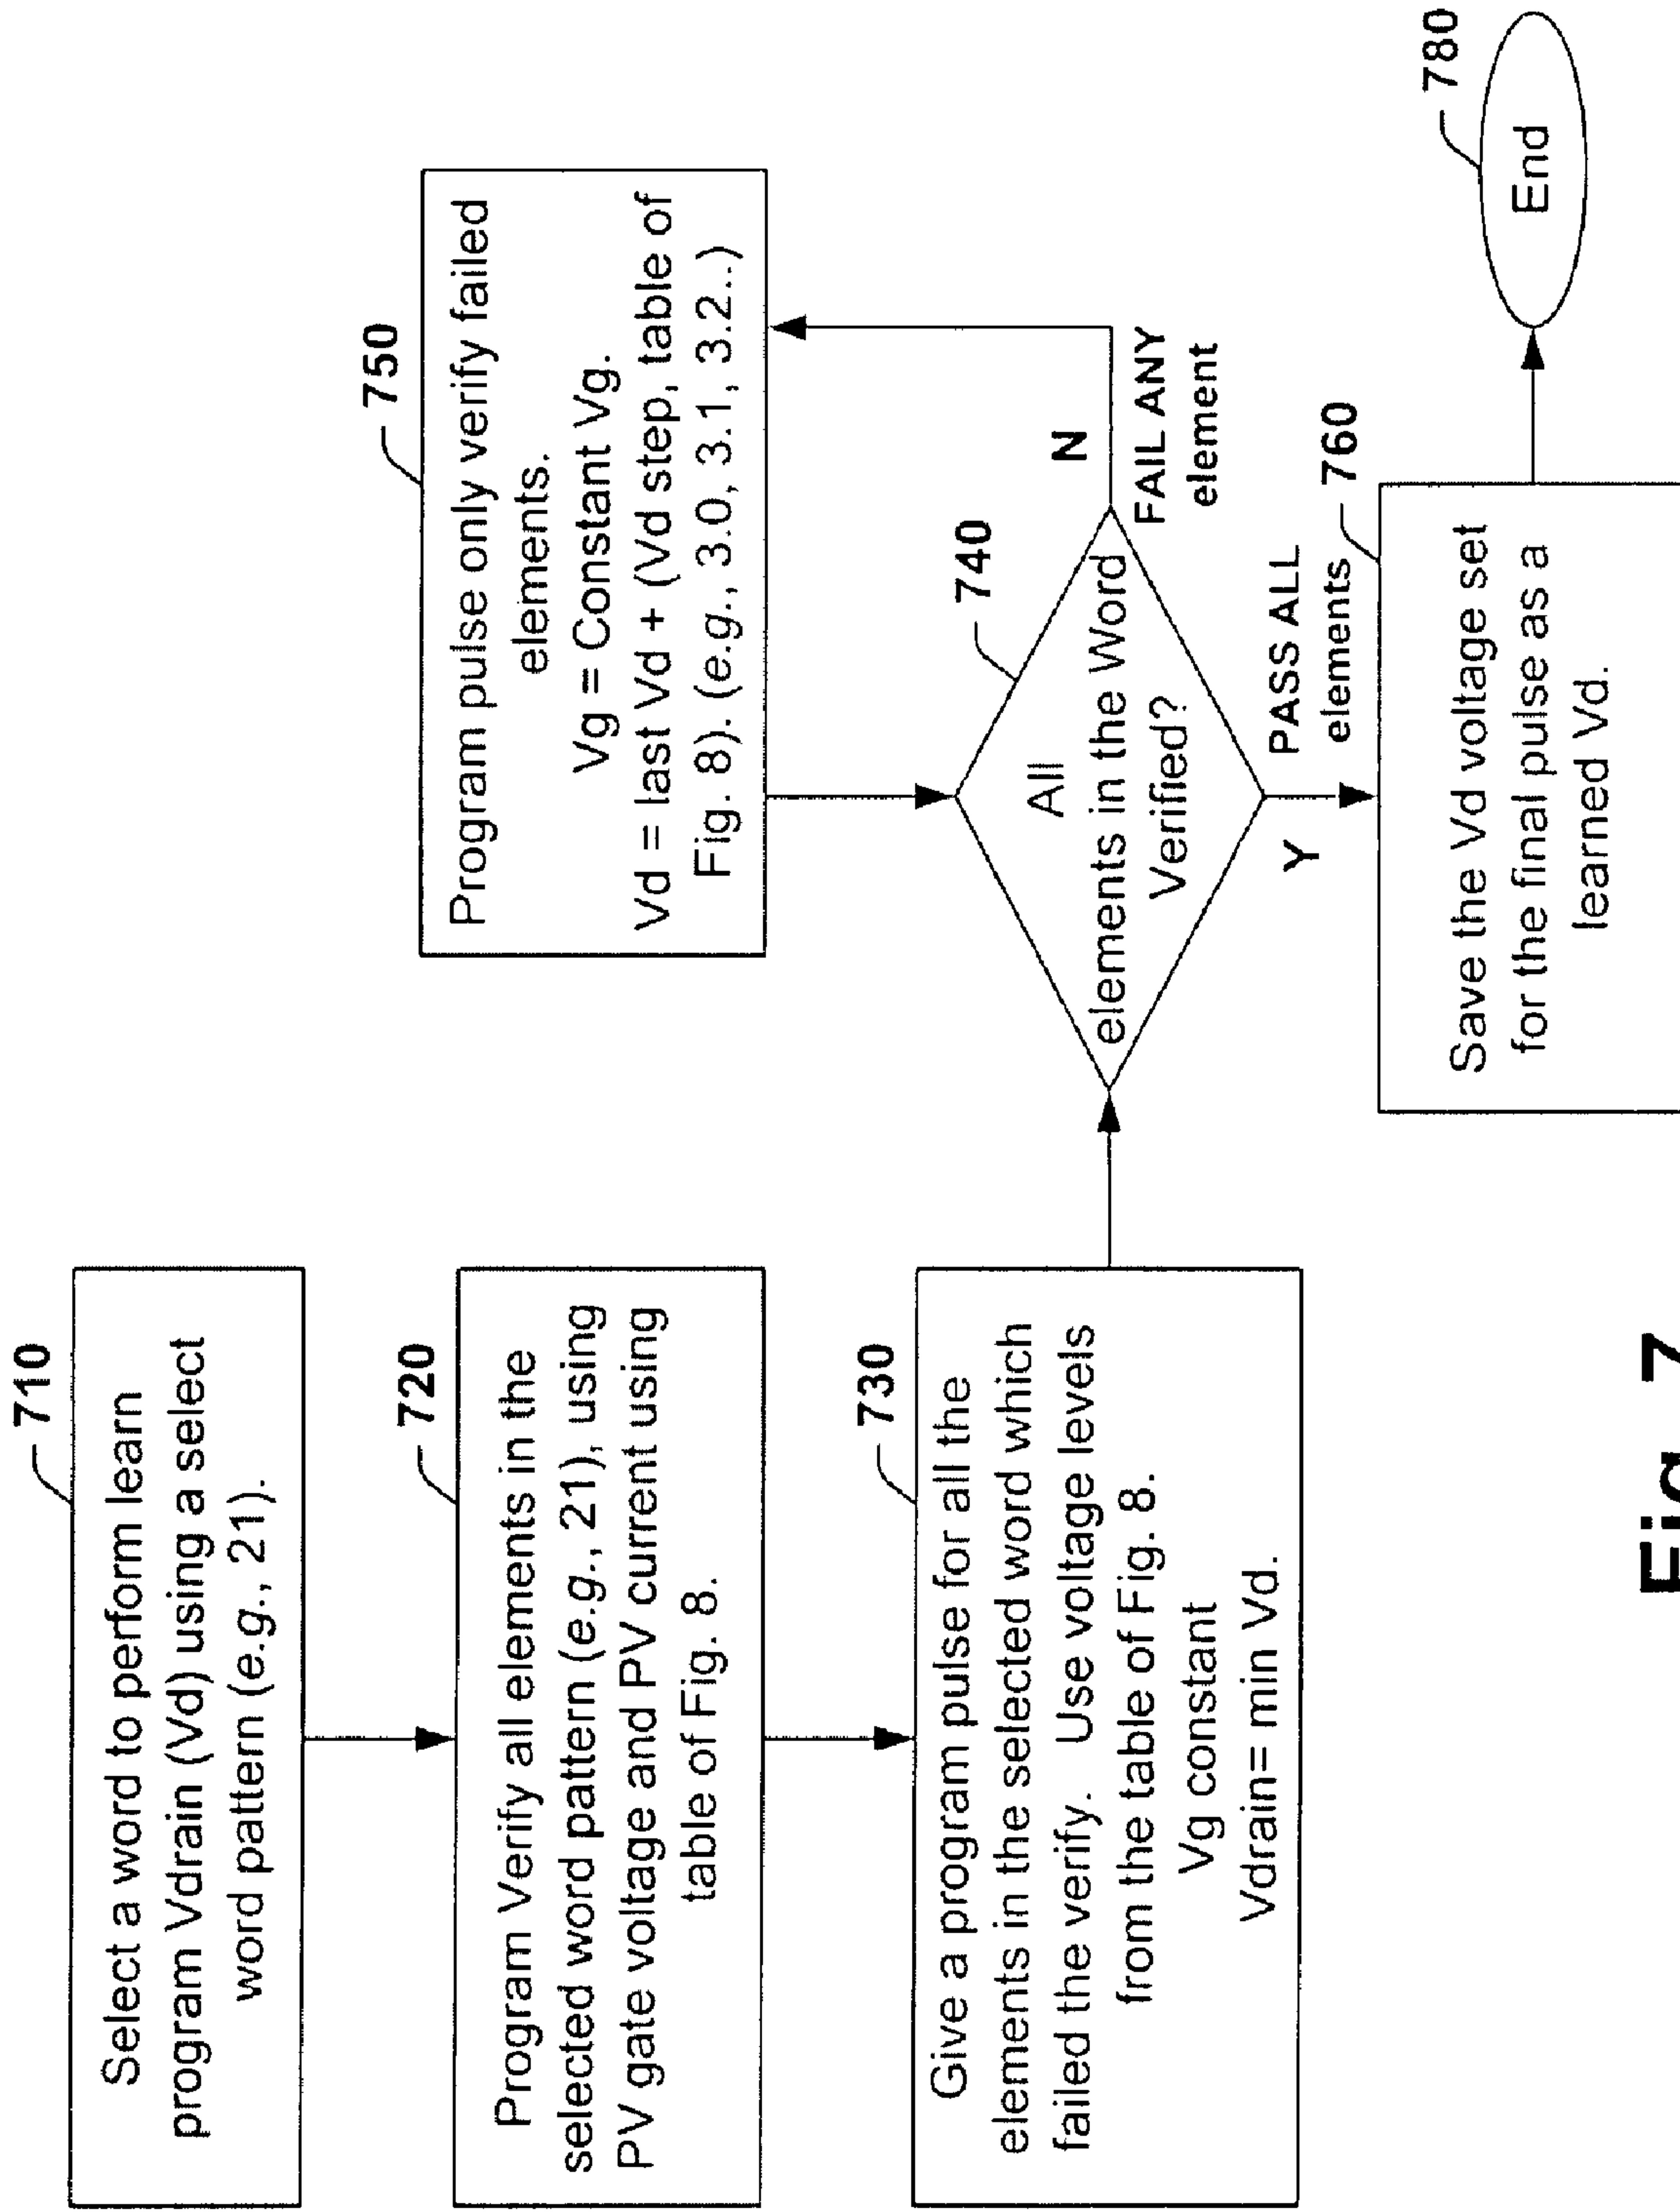 710
Select a word to perform learn
program Vdrain (Vd) using a select
word pattern (e.g., 21).
720
Program Verify all elements in the
selected word pattern (e.g., 21), using
PV gate voltage and PV current using
table of Fig. 8.
730
Give a program pulse for all the
elements in the selected word which
failed the verify. Use voltage levels
from the table of Fig. 8.
Vg constant
Vdrain= min Vd.
740
All
elements in the Word
Verified?
N
FAIL ANY
element
750
Program pulse only verify failed
elements.
Vg = Constant Vg.
Vd = last Vd + (Vd step, table of
Fig. 8). (e.g., 3.0, 3.1, 3.2..)
Y
PASS ALL
elements
760
Save the Vd voltage set
for the final pulse as a
learned Vd.
780
End
Fig. 7